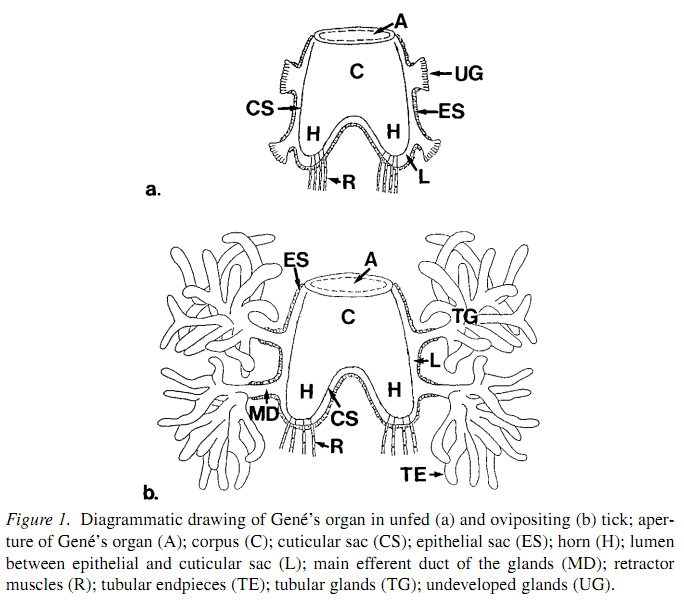 A
C
UG
CS
ES
H
H
L
R
a.
ES
A
C
TG
L
H
H
MD
CS
R
TE
b.
Figure 1. Diagrammatic drawing of Gené's organ in unfed (a) and ovipositing (b) tick; aper-
ture of Gené's organ (A); corpus (C); cuticular sac (CS); epithelial sac (ES); horn (H); lumen
between epithelial and cuticular sac (L); main efferent duct of the glands (MD); retractor
muscles (R); tubular endpieces (TE); tubular glands (TG); undeveloped glands (UG).